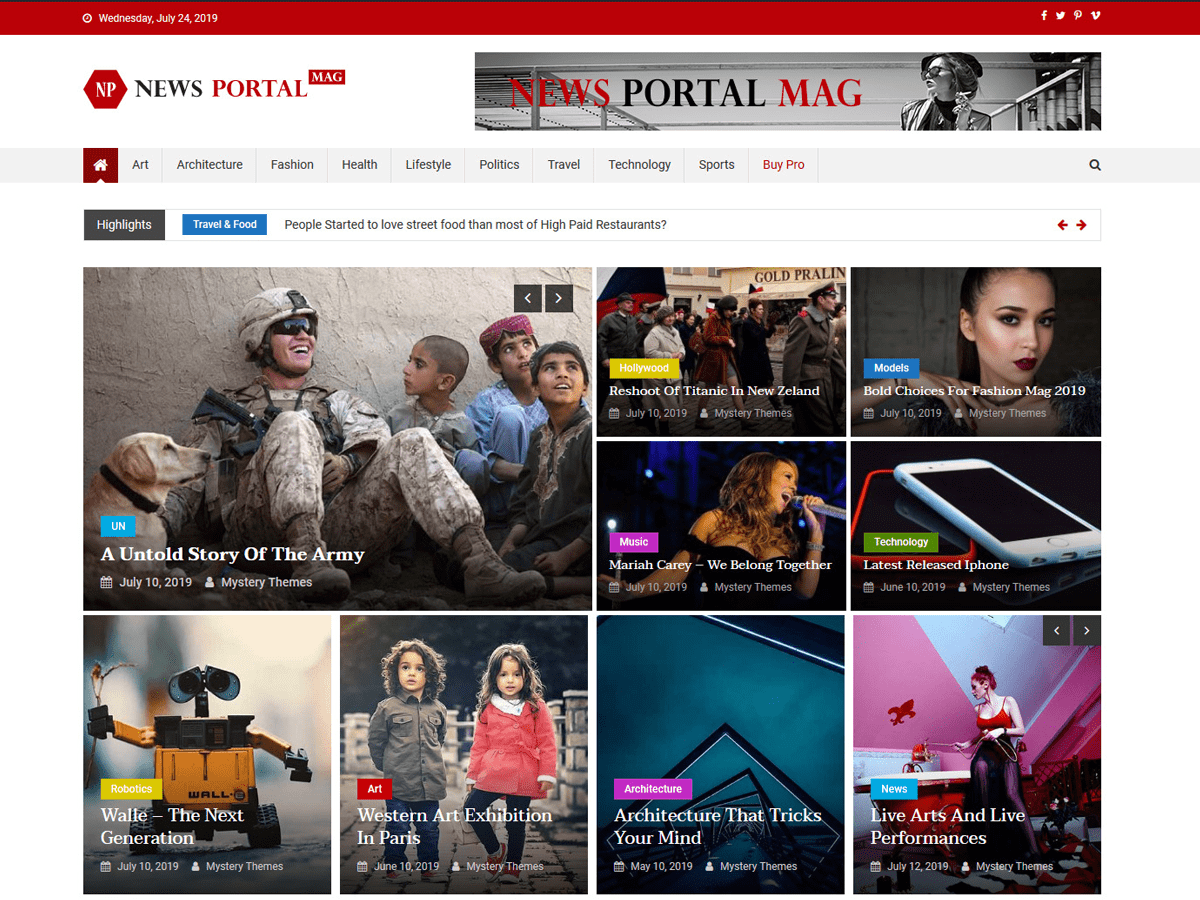 Wednesday, July 24, 2019
NP NEWS PORTAL MAG
NEWS PORTAL MAG
Art Architecture Fashion Health Lifestyle Politics Travel Technology Sports Buy Pro
Highlights Travel & Food People Started to love street food than most of High Paid Restaurants?
UN
A Untold Story Of The Army
July 10, 2019 Mystery Themes
GOLD PRALIN
Hollywood
Reshoot Of Titanic In New Zeland
July 10, 2019 Mystery Themes
Models
Bold Choices For Fashion Mag 2019
July 10, 2019 Mystery Themes
Music
Mariah Carey – We Belong Together
July 10, 2019 Mystery Themes
Technology
Latest Released Iphone
June 10, 2019 Mystery Themes
WALL-E
Robotics
Walle – The Next
Generation
July 10, 2019 Mystery Themes
Art
Western Art Exhibition
In Paris
June 10, 2019 Mystery Themes
Architecture
Architecture That Tricks
Your Mind
May 10, 2019 Mystery Themes
News
Live Arts And Live
Performances
July 12, 2019 Mystery Themes